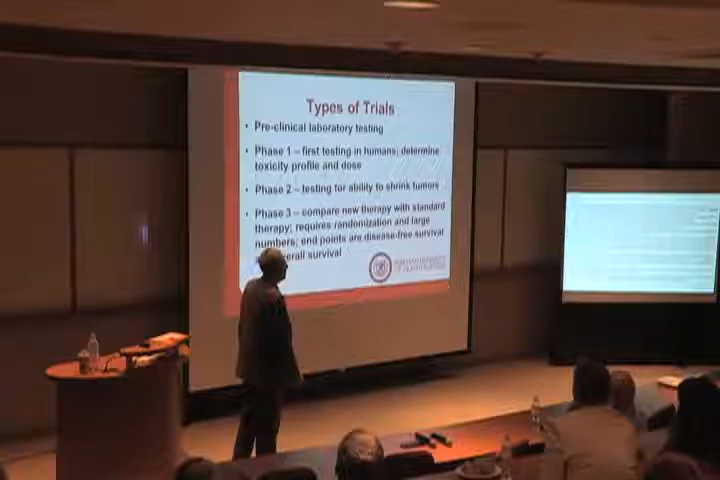 Types of Trials
• Pre-clinical laboratory testing
• Phase 1 – first testing in humans; determine
toxicity profile and dose
• Phase 2 – testing for ability to shrink tumors
• Phase 3 – compare new therapy with standard
therapy; requires randomization and large
numbers; end points are disease-free survival
overall survival